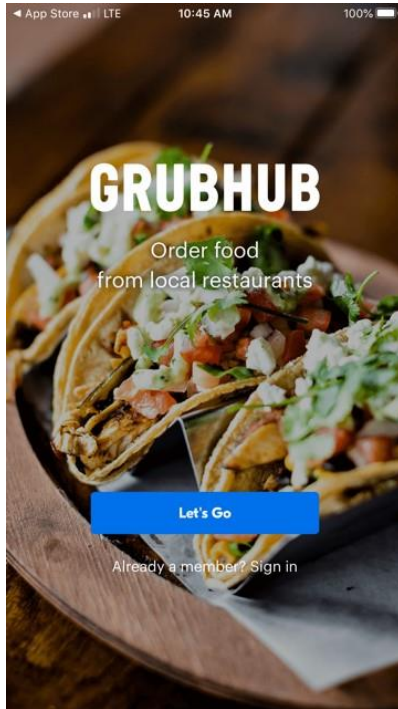 ◄ App Store LTE 10:45 AM 100%
GRUBHUB
Order food
from local restaurants
Let's Go
Already a member? Sign in